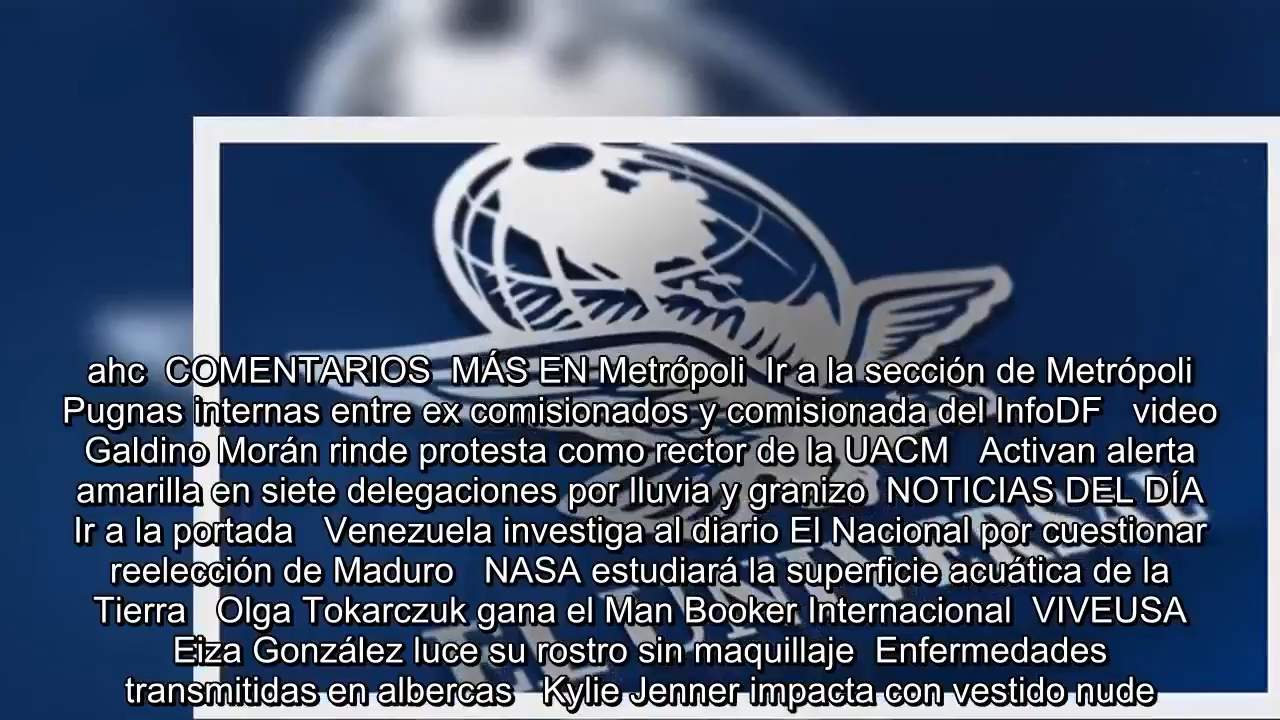 ahc COMENTARIOS MÁS EN Metrópoli Ir a la sección de Metrópoli
Pugnas internas entre ex comisionados y comisionada del InfoDF video
Galdino Morán rinde protesta como rector de la UACM Activan alerta
amarilla en siete delegaciones por lluvia y granizo NOTICIAS DEL DÍA
Ir a la portada Venezuela investiga al diario El Nacional por cuestionar
reelección de Maduro NASA estudiará la superficie acuática de la
Tierra Olga Tokarczuk gana el Man Booker Internacional VIVEUSA
Eiza González luce su rostro sin maquillaje Enfermedades
transmitidas en albercas Kylie Jenner impacta con vestido nude
EL UNIVERSAL